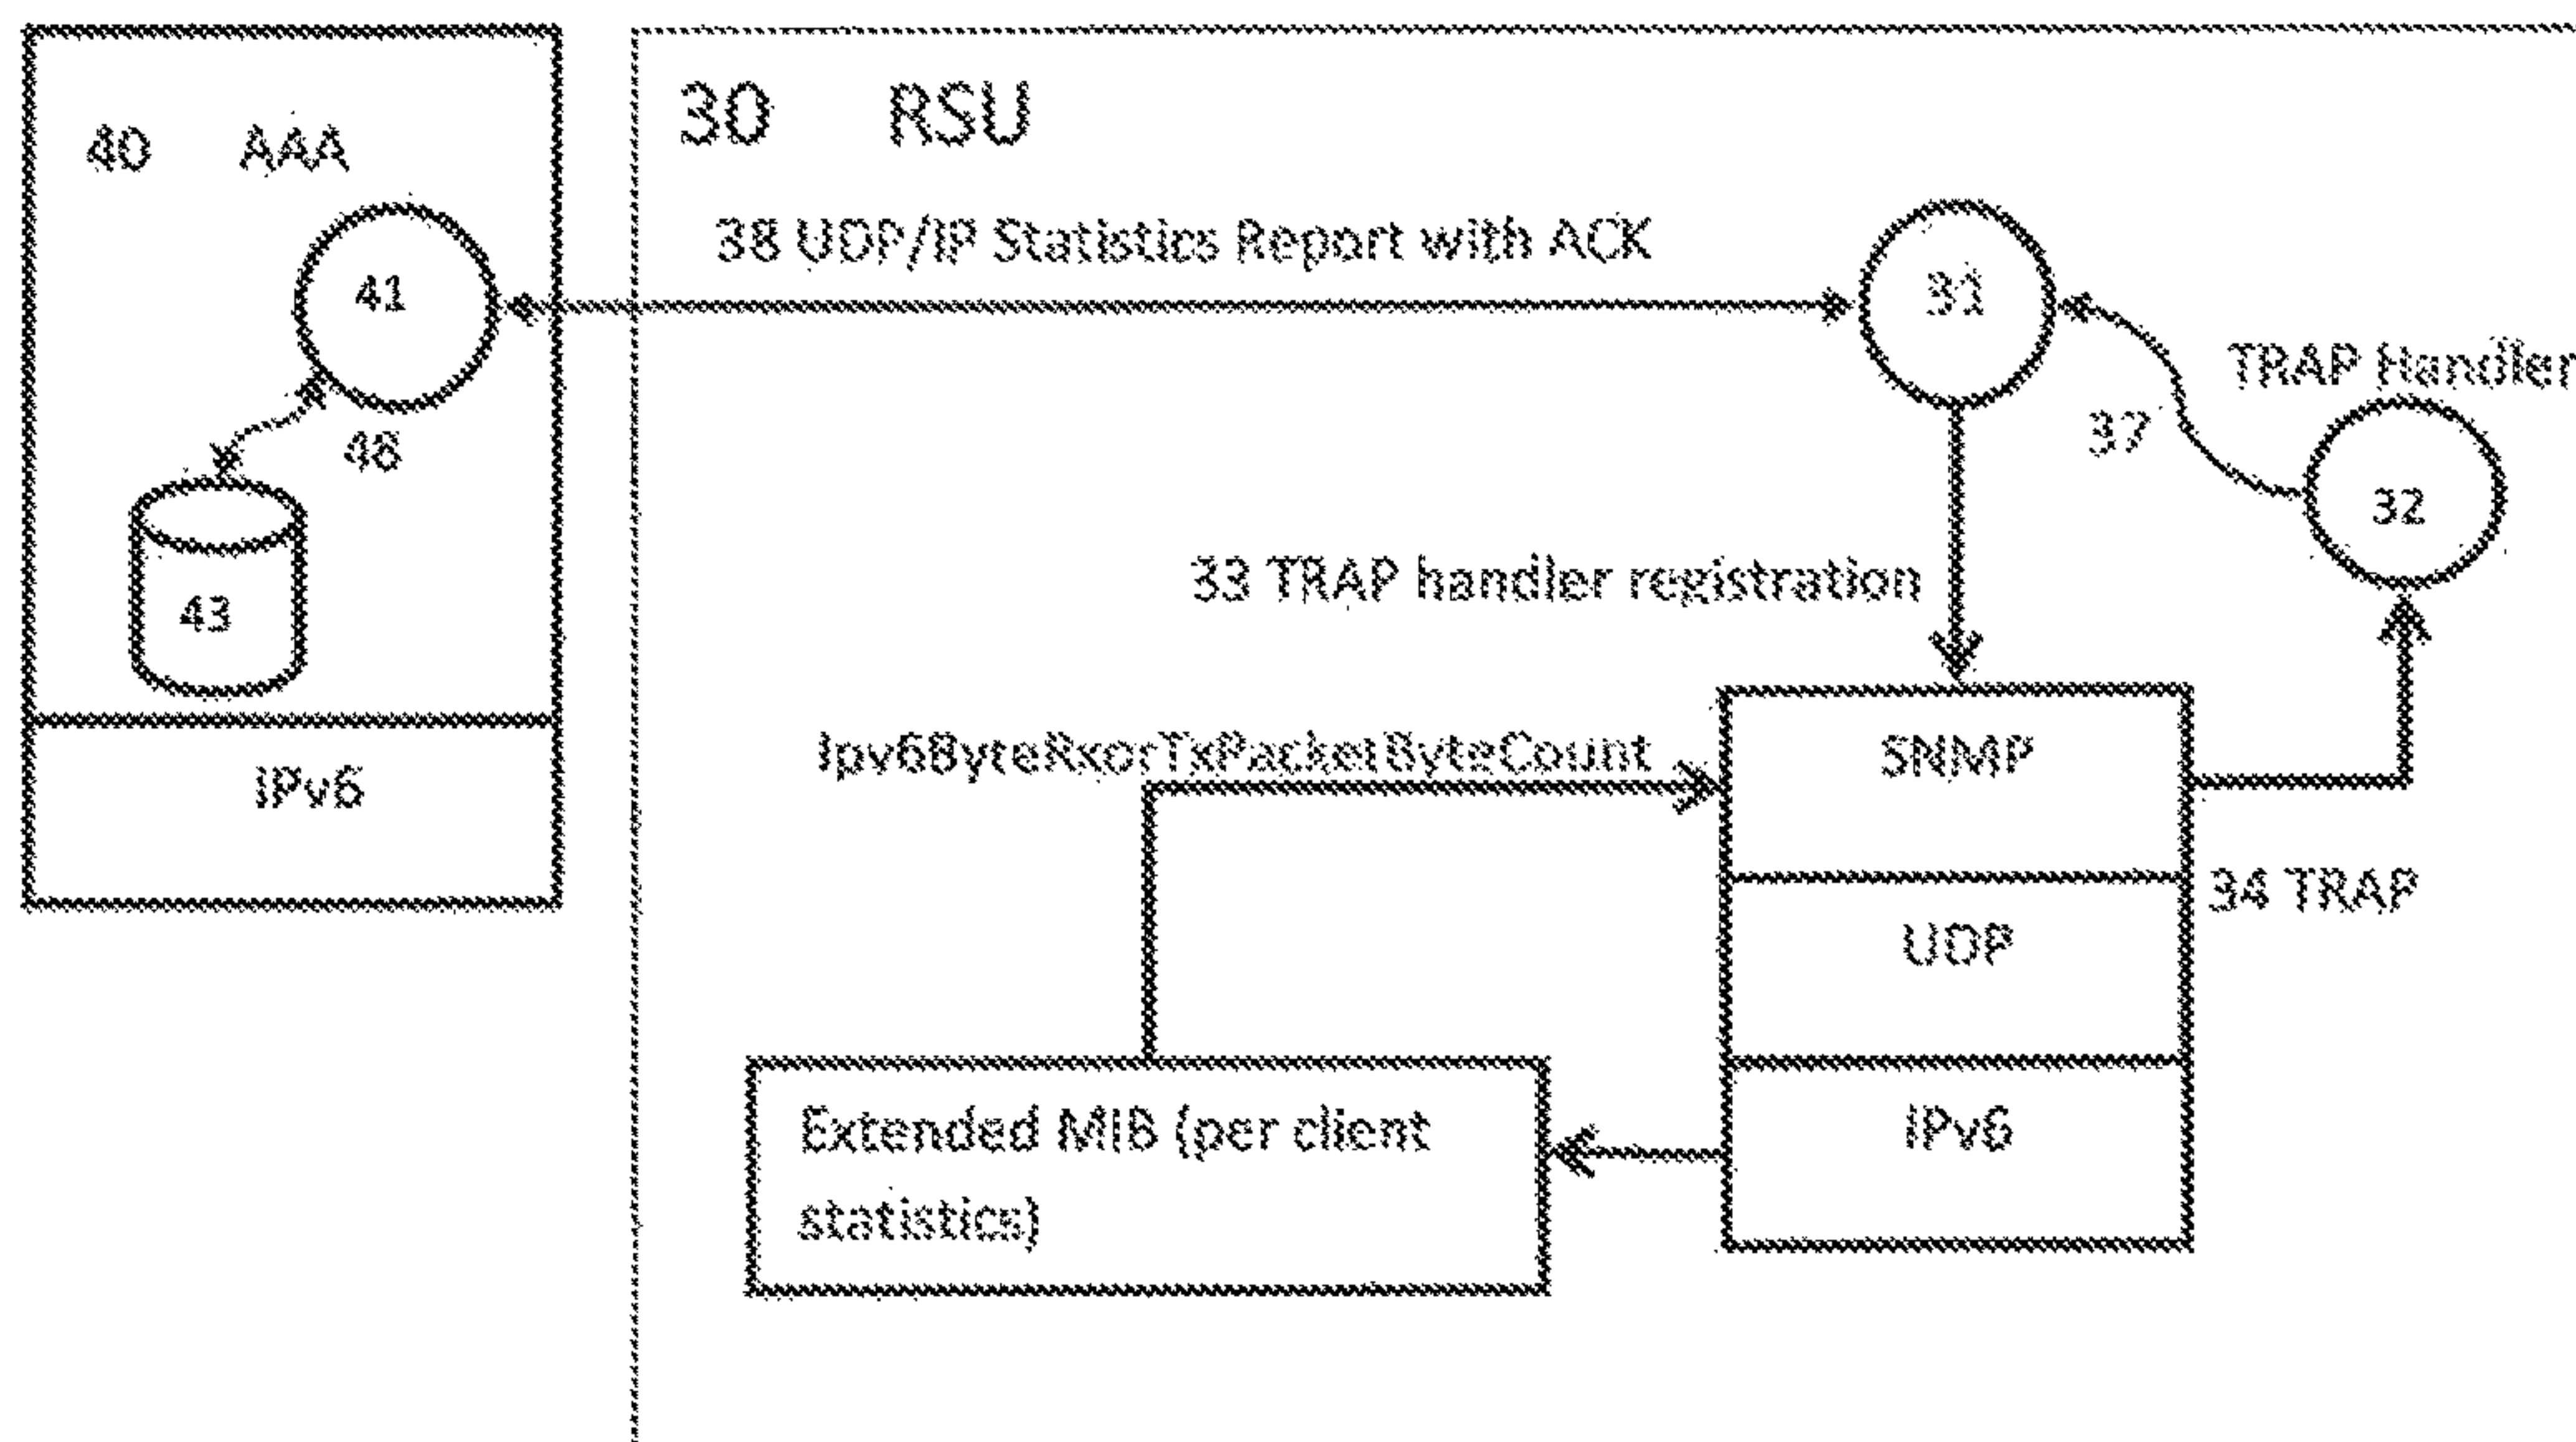 40 AAA
41
48
43
IPv6
30 RSU
38 UDP/IP Statistics Report with ACK
31
TRAP Handler
37
32
33 TRAP handler registration
Ipv6ByteRxorTxPacketByteCount
SNMP
34 TRAP
UDP
IPv6
Extended MIB (per client
statistics)